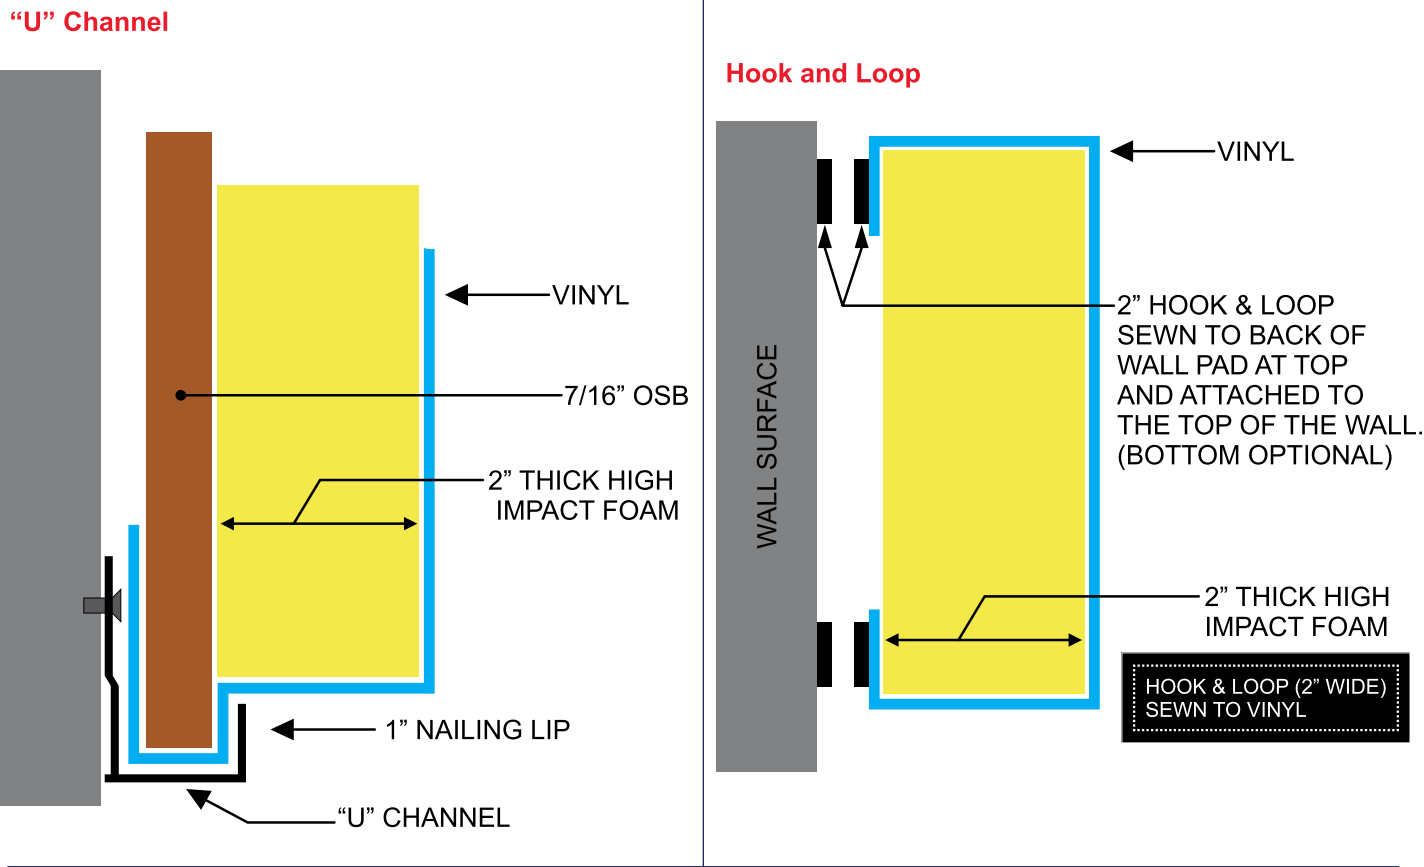 “U” Channel
VINYL
7/16” OSB
2” THICK HIGH
IMPACT FOAM
1” NAILING LIP
“U” CHANNEL
Hook and Loop
VINYL
WALL SURFACE
2” HOOK & LOOP
SEWN TO BACK OF
WALL PAD AT TOP
AND ATTACHED TO
THE TOP OF THE WALL.
(BOTTOM OPTIONAL)
2” THICK HIGH
IMPACT FOAM
HOOK & LOOP (2” WIDE)
SEWN TO VINYL